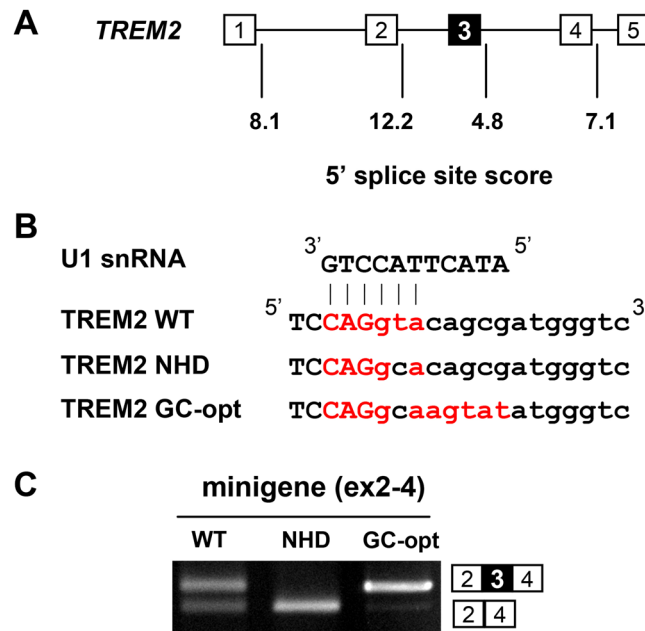 A
TREM2 1 2 3 4 5
8.1 12.2 4.8 7.1
5' splice site score
B
U1 snRNA 3' GTCCATTCATA 5'
TREM2 WT 5' TCCAGgtacagcgatgggtc 3'
TREM2 NHD TCCAGgcacagcgatgggtc
TREM2 GC-opt TCCAGgcaagtatatgggtc
C
minigene (ex2-4)
WT NHD GC-opt
2 3 4
2 4